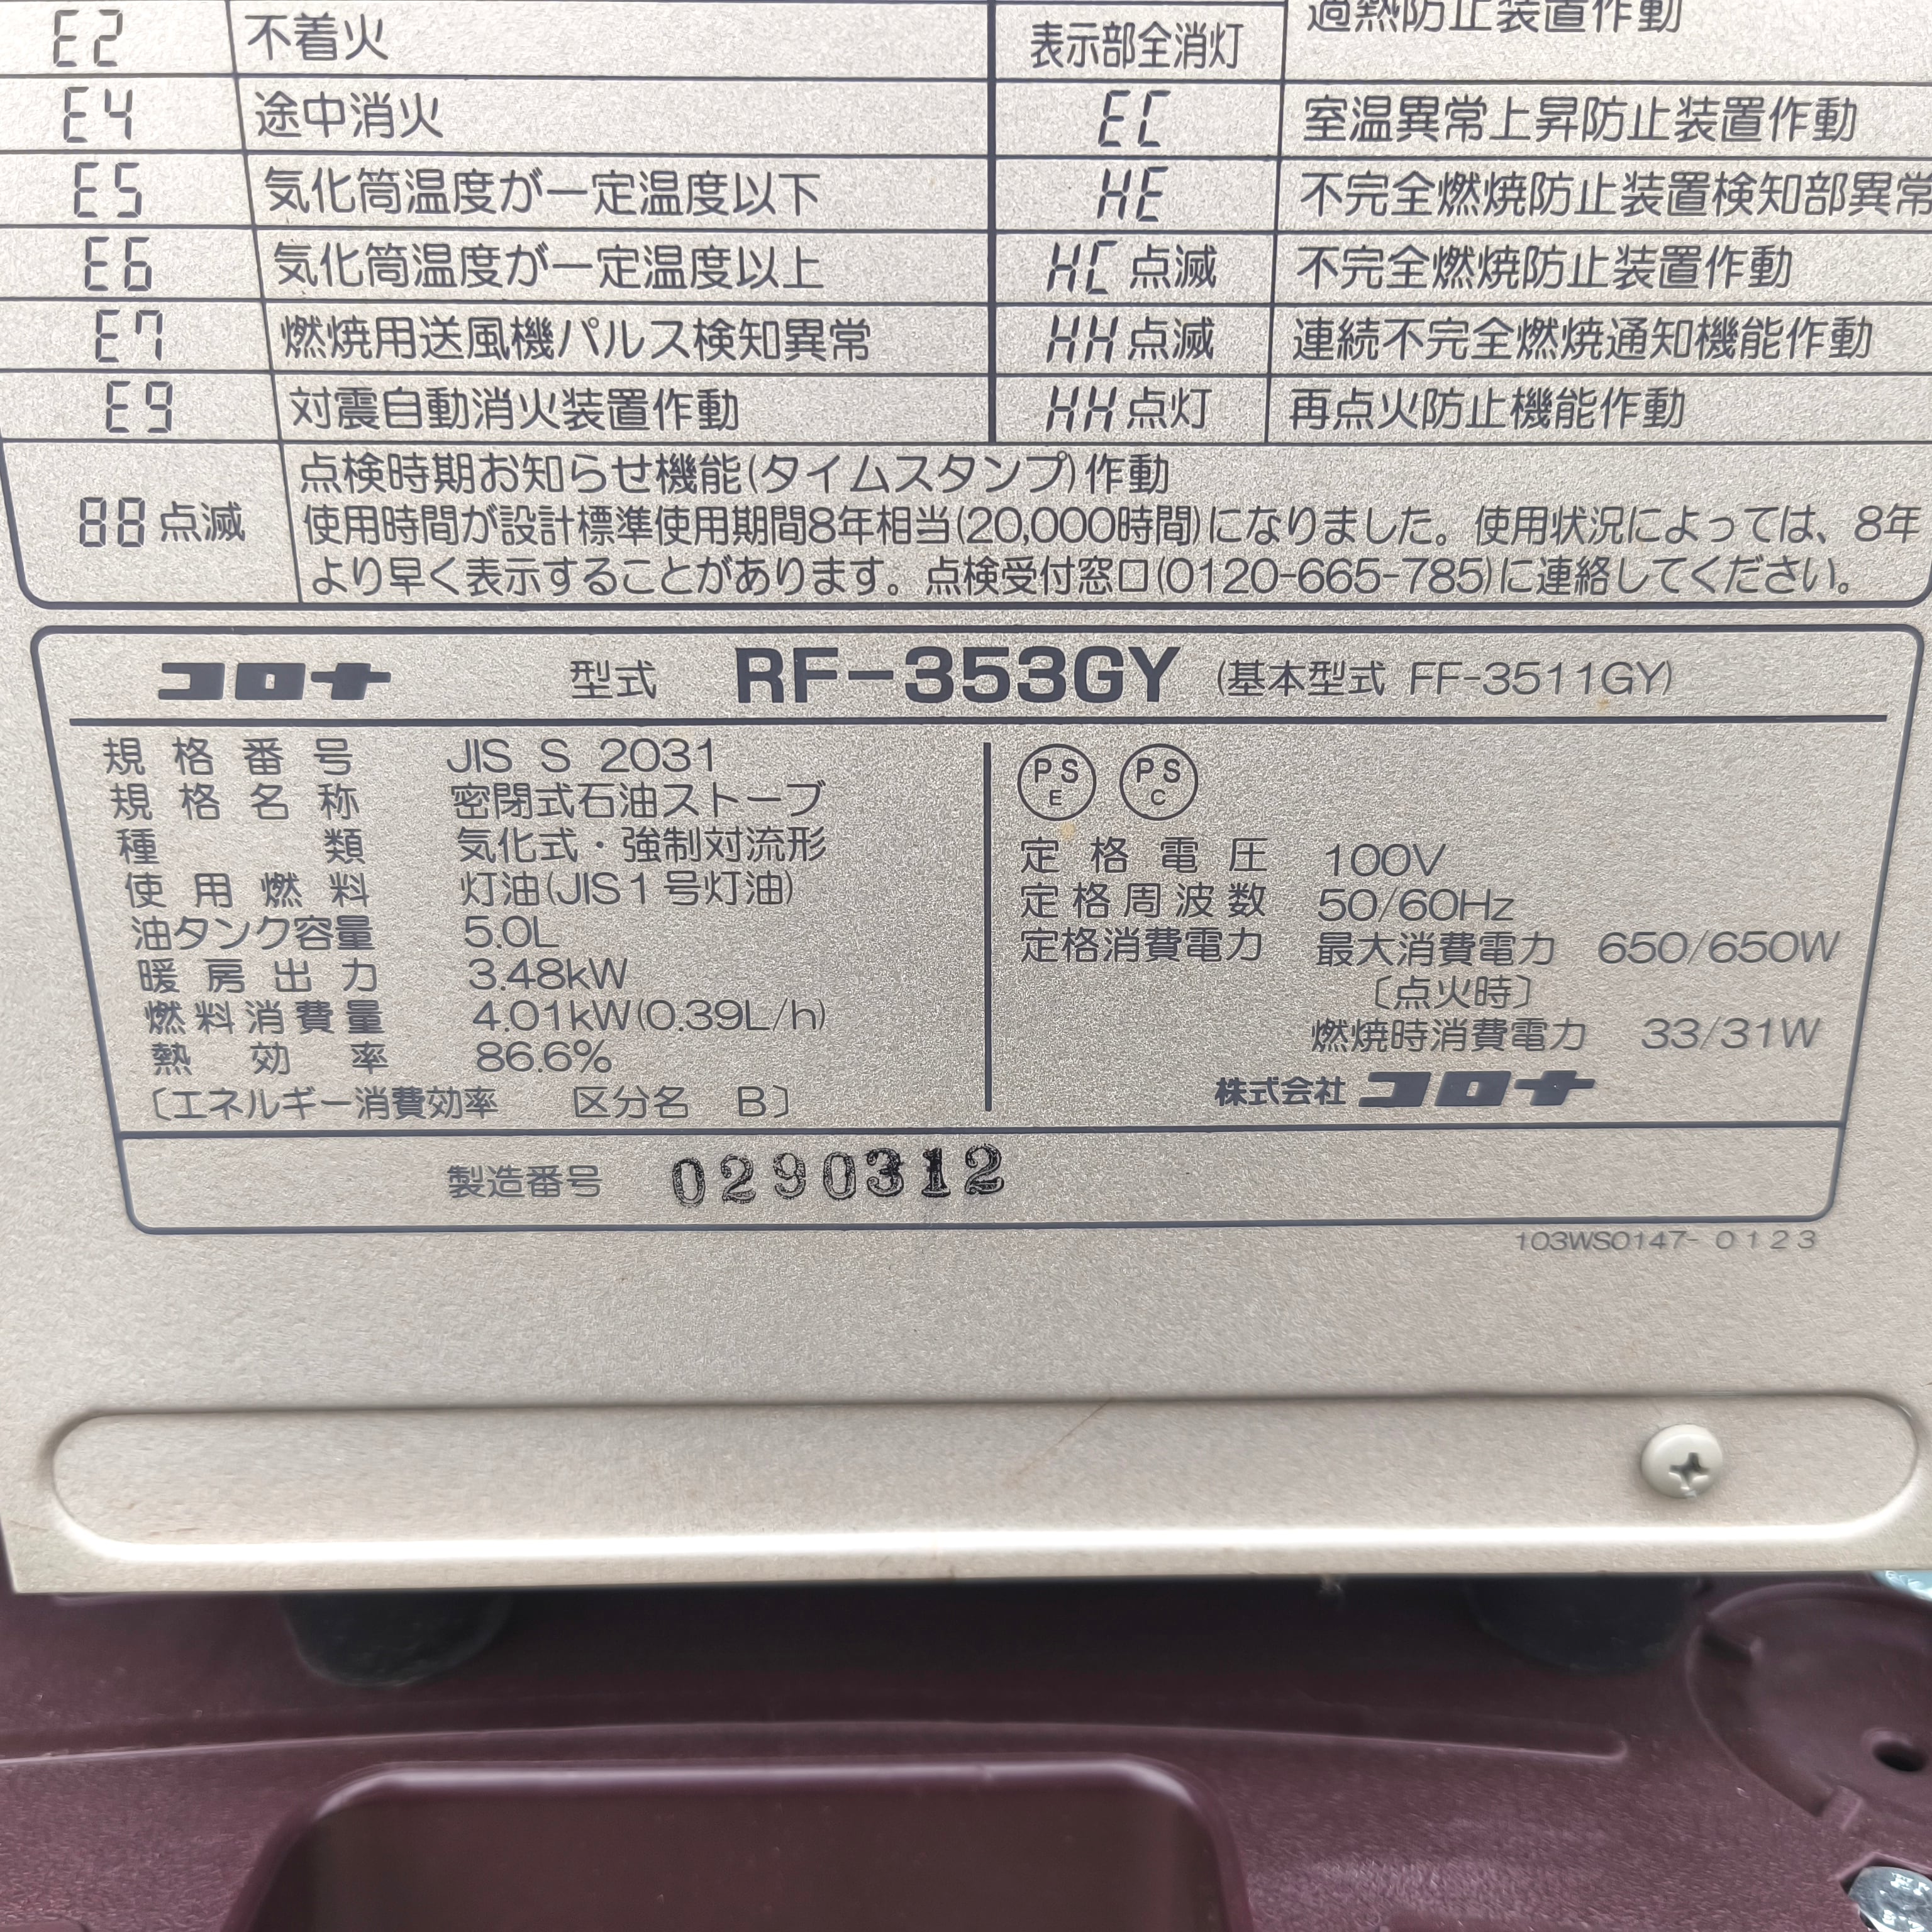 E2 不着火
表示部全消灯 過熱防止装置作動
E4 途中消火 EC 室温異常上昇防止装置作動
E5 気化筒温度が一定温度以下 HE 不完全燃焼防止装置検知部異常
E6 気化筒温度が一定温度以上 HC点滅 不完全燃焼防止装置作動
E7 燃焼用送風機パルス検知異常 HH点滅 連続不完全燃焼通知機能作動
E9 対震自動消火装置作動 HH点灯 再点火防止機能作動
88点滅
点検時期お知らせ機能(タイムスタンプ)作動
使用時間が設計標準使用期間8年相当(20,000時間)になりました。使用状況によっては、8年
より早く表示することがあります。点検受付窓口(0120-665-785)に連絡してください。
コロナ 型式 RF-353GY (基本型式 FF-3511GY)
規格番号 JIS S 2031
規格名称 密閉式石油ストーブ
種類 気化式・強制対流形
使用燃料 灯油(JIS1号灯油)
油タンク容量 5.0L
暖房出力 3.48kW
燃料消費量 4.01kW(0.39L/h)
熱効率 86.6%
〔エネルギー消費効率 区分名 B〕
PS E PS C
定格電圧 100V
定格周波数 50/60Hz
定格消費電力 最大消費電力 650/650W
〔点火時〕
燃焼時消費電力 33/31W
株式会社 コロナ
製造番号 0290312
103WS0147-0123